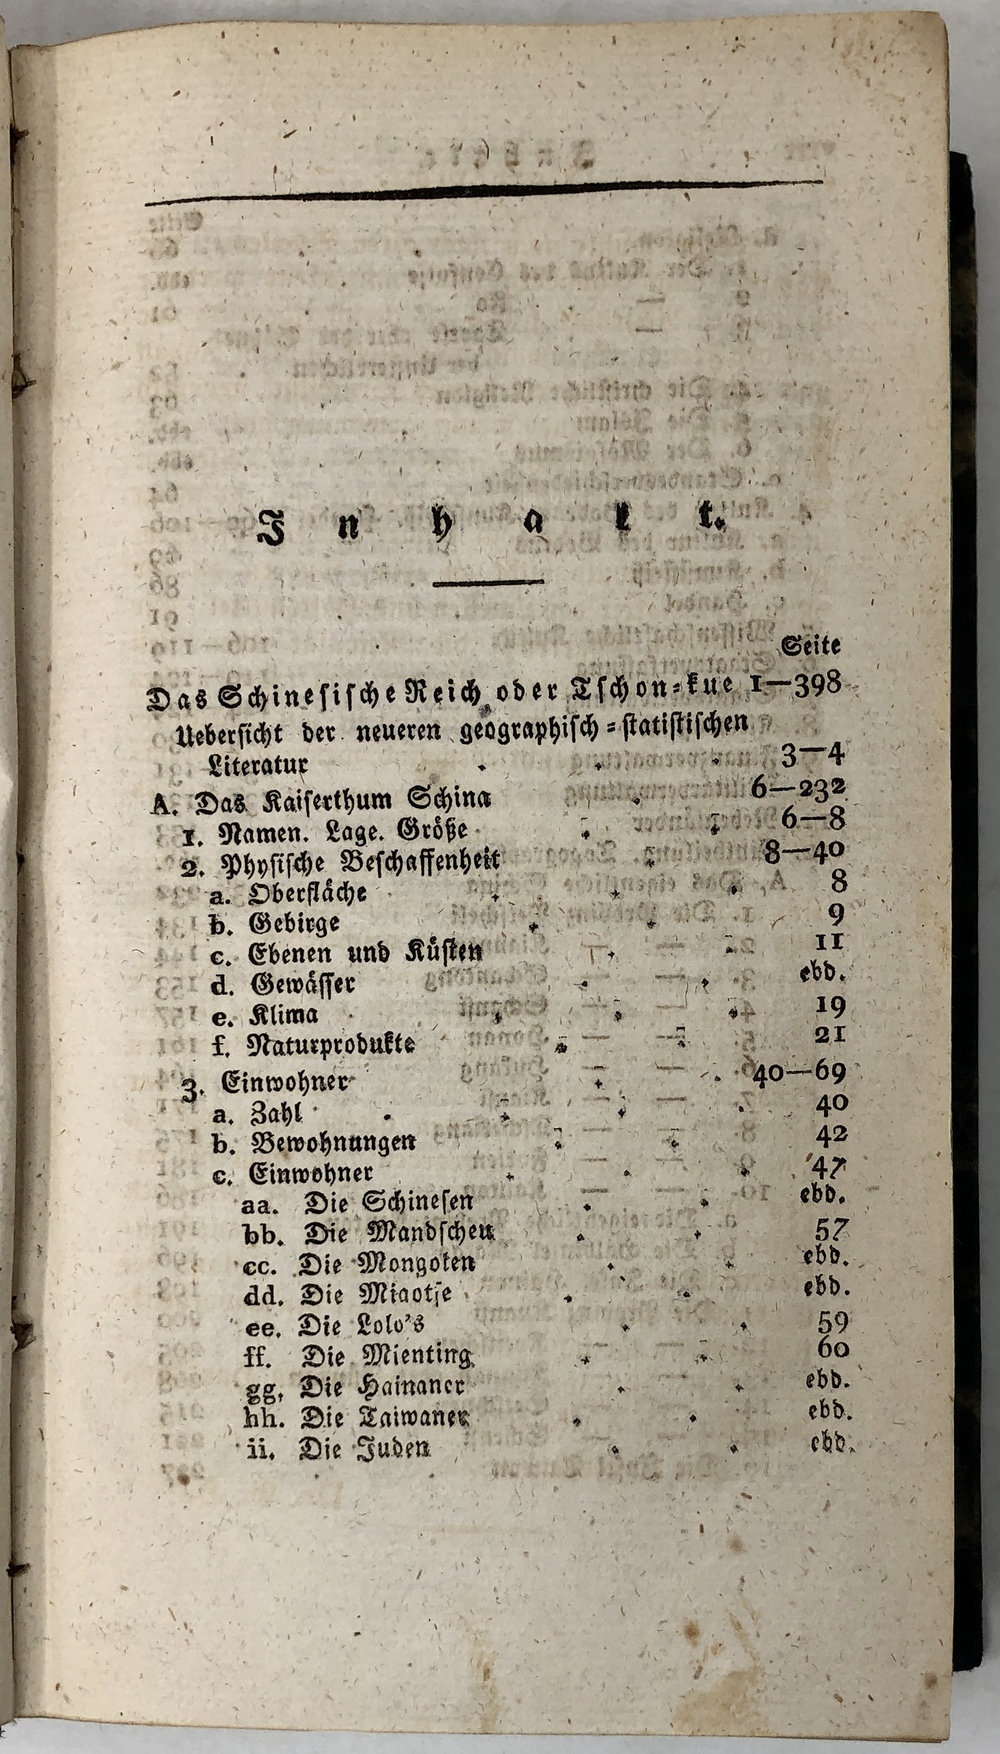 Inhalt.
Seite
Das Schinesische Reich oder Tschon-kue 1—398
Uebersicht der neueren geographisch-statistischen
Literatur 3—4
A. Das Kaiserthum Schina 6—232
1. Namen. Lage. Größe 6—8
2. Physische Beschaffenheit 8—40
a. Oberfläche 8
b. Gebirge 9
c. Ebenen und Küsten 11
d. Gewässer ebd.
e. Klima 19
f. Naturprodukte 21
3. Einwohner 40—69
a. Zahl 40
b. Bewohnungen 42
c. Einwohner 47
aa. Die Schinesen ebd.
bb. Die Mandscheu 57
cc. Die Mongolen ebd.
dd. Die Miaotse ebd.
ee. Die Lolo's 59
ff. Die Mienting 60
gg. Die Hainaner ebd.
hh. Die Taiwaner ebd.
ii. Die Juden ebd.